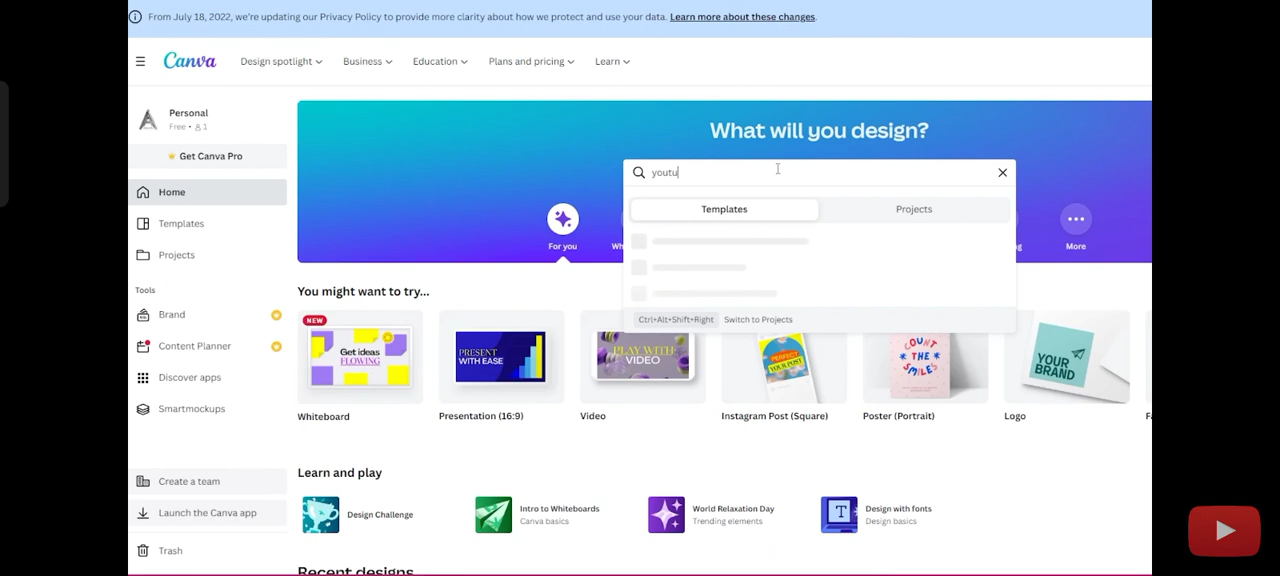 From July 18, 2022, we're updating our Privacy Policy to provide more clarity about how we protect and use your data. Learn more about these changes.
Canva
Design spotlight
Business
Education
Plans and pricing
Learn
Personal
Free • 1
Get Canva Pro
Home
Templates
Projects
Tools
Brand
Content Planner
Discover apps
Smartmockups
Create a team
Launch the Canva app
Trash
What will you design?
youtu
Templates
Projects
Ctrl+Alt+Shift+Right Switch to Projects
For you
More
You might want to try...
NEW
Get ideas
FLOWING
Whiteboard
PRESENT
WITH EASE
Presentation (16:9)
PLAY WITH
VIDEO
Video
PERFECT
YOUR POST
Instagram Post (Square)
COUNT
THE
SMILES
Poster (Portrait)
YOUR
BRAND
Logo
Learn and play
Design Challenge
Intro to Whiteboards
Canva basics
World Relaxation Day
Trending elements
T
Design with fonts
Design basics
Recent designs